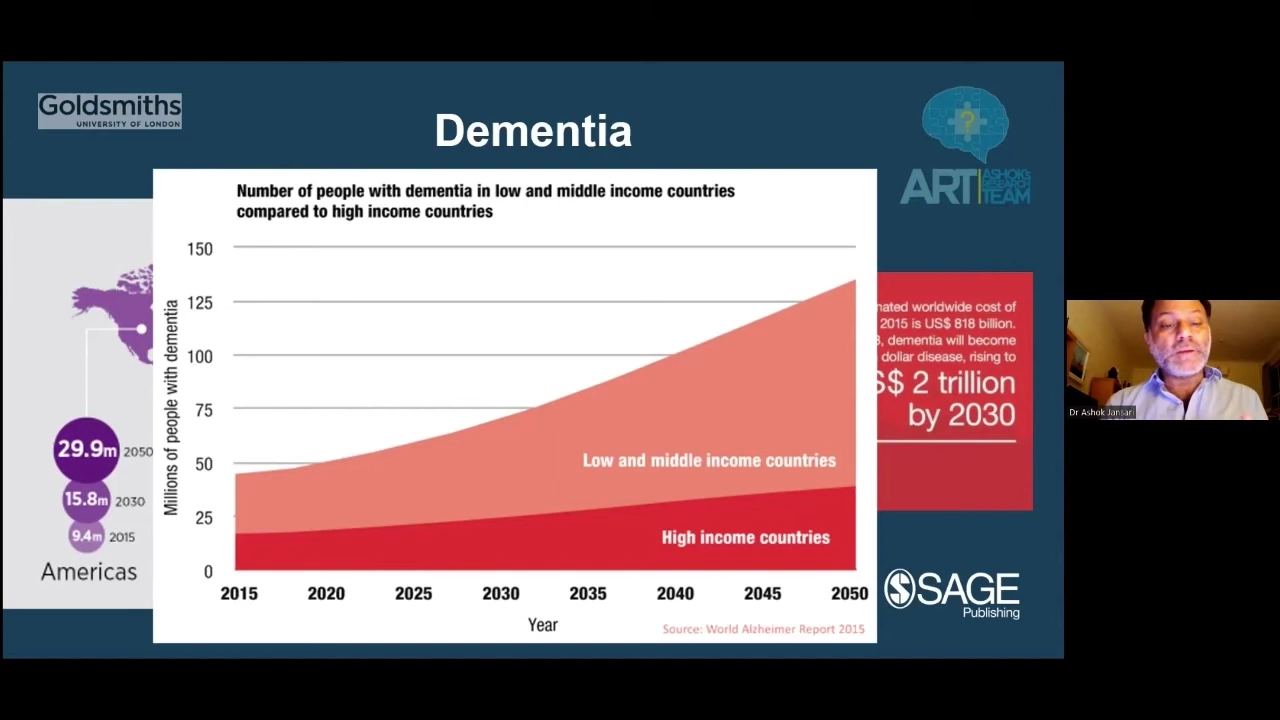 Goldsmiths
UNIVERSITY OF LONDON
Dementia
?
ART
ASHOK'S
RESEARCH
TEAM
Number of people with dementia in low and middle income countries
compared to high income countries
Millions of people with dementia
150
125
100
75
50
25
0
Low and middle income countries
High income countries
2015 2020 2025 2030 2035 2040 2045 2050
Year
Source: World Alzheimer Report 2015
29.9m 2050
15.8m 2030
9.4m 2015
Americas
worldwide cost of
2015 is US$ 818 billion.
dementia will become
dollar disease, rising to
$ 2 trillion
by 2030
SAGE
Publishing
Dr Ashok Jansari